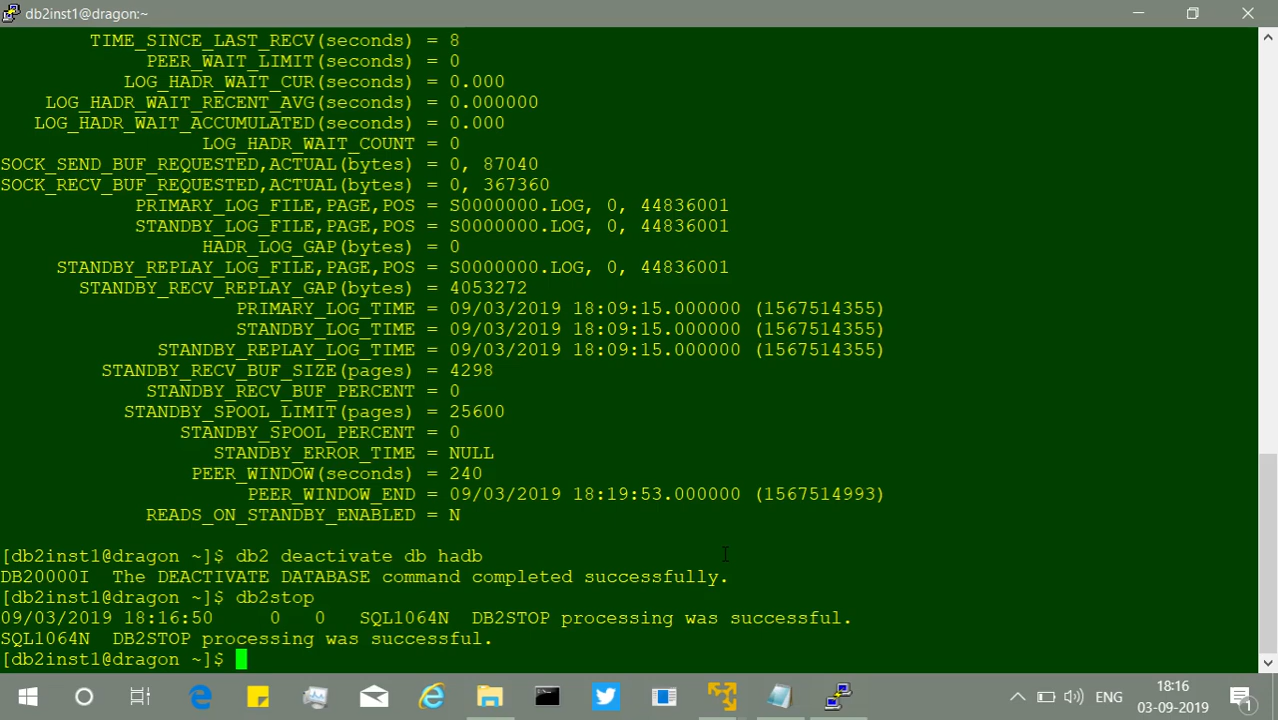 db2inst1@dragon:~
TIME_SINCE_LAST_RECV(seconds) = 8
PEER_WAIT_LIMIT(seconds) = 0
LOG_HADR_WAIT_CUR(seconds) = 0.000
LOG_HADR_WAIT_RECENT_AVG(seconds) = 0.000000
LOG_HADR_WAIT_ACCUMULATED(seconds) = 0.000
LOG_HADR_WAIT_COUNT = 0
SOCK_SEND_BUF_REQUESTED,ACTUAL(bytes) = 0, 87040
SOCK_RECV_BUF_REQUESTED,ACTUAL(bytes) = 0, 367360
PRIMARY_LOG_FILE,PAGE,POS = S0000000.LOG, 0, 44836001
STANDBY_LOG_FILE,PAGE,POS = S0000000.LOG, 0, 44836001
HADR_LOG_GAP(bytes) = 0
STANDBY_REPLAY_LOG_FILE,PAGE,POS = S0000000.LOG, 0, 44836001
STANDBY_RECV_REPLAY_GAP(bytes) = 4053272
PRIMARY_LOG_TIME = 09/03/2019 18:09:15.000000 (1567514355)
STANDBY_LOG_TIME = 09/03/2019 18:09:15.000000 (1567514355)
STANDBY_REPLAY_LOG_TIME = 09/03/2019 18:09:15.000000 (1567514355)
STANDBY_RECV_BUF_SIZE(pages) = 4298
STANDBY_RECV_BUF_PERCENT = 0
STANDBY_SPOOL_LIMIT(pages) = 25600
STANDBY_SPOOL_PERCENT = 0
STANDBY_ERROR_TIME = NULL
PEER_WINDOW(seconds) = 240
PEER_WINDOW_END = 09/03/2019 18:19:53.000000 (1567514993)
READS_ON_STANDBY_ENABLED = N
[db2inst1@dragon ~]$ db2 deactivate db hadb
DB20000I  The DEACTIVATE DATABASE command completed successfully.
[db2inst1@dragon ~]$ db2stop
09/03/2019 18:16:50     0   0   SQL1064N  DB2STOP processing was successful.
SQL1064N  DB2STOP processing was successful.
[db2inst1@dragon ~]$
ENG
18:16
03-09-2019
1